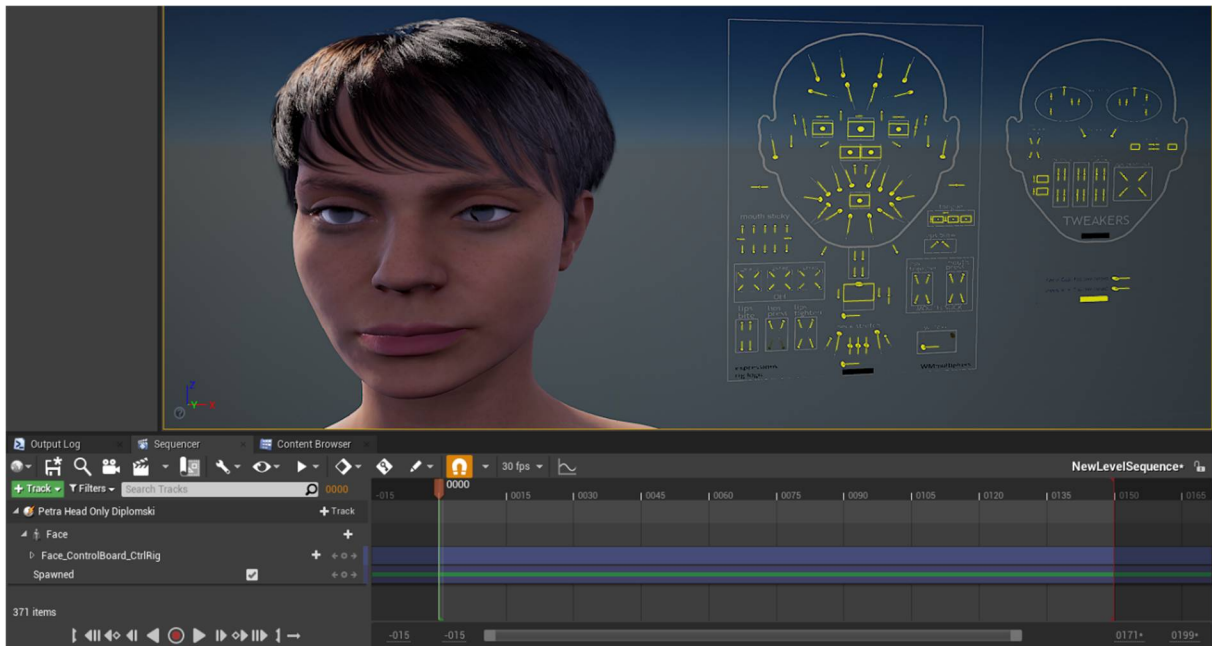 mouth sticky
TWEAKERS
lips bite
Z
Y X
Output Log Sequencer Content Browser
30 fps NewLevelSequence*
+ Track Filters Search Tracks 0000 -015 0000 0015 0030 0045 0060 0075 0090 0105 0120 0135 0150 0165
Petra Head Only Diplomski + Track
Face
Face_ControlBoard_CtrlRig
Spawned
371 items
-015 -015 0171+ 0199+